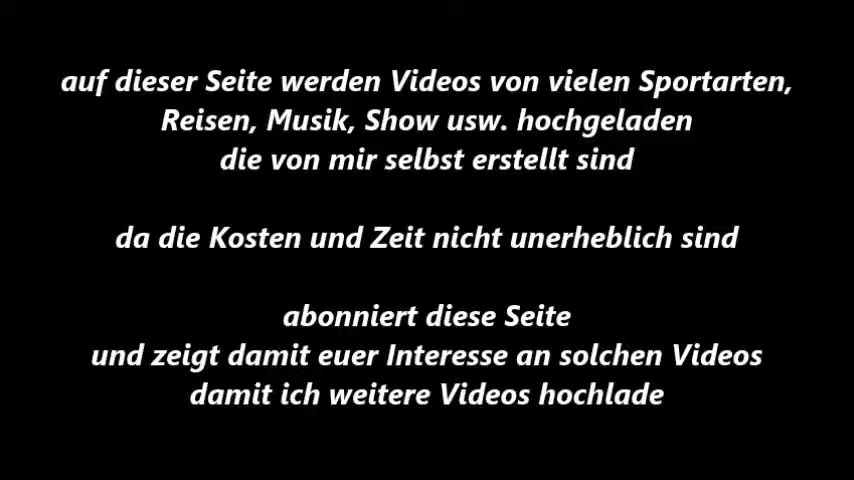 auf dieser Seite werden Videos von vielen Sportarten,
Reisen, Musik, Show usw. hochgeladen
die von mir selbst erstellt sind
da die Kosten und Zeit nicht unerheblich sind
abonniert diese Seite
und zeigt damit euer Interesse an solchen Videos
damit ich weitere Videos hochlade